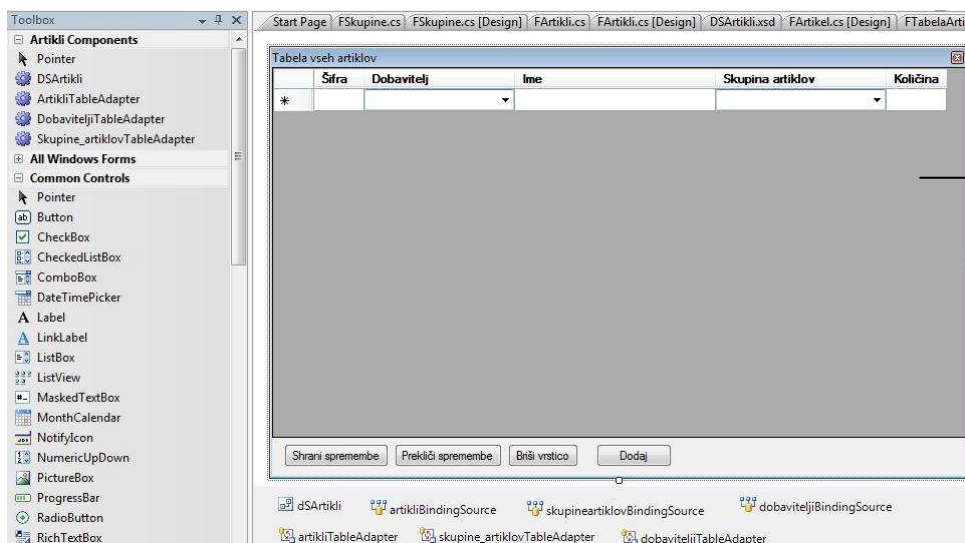 Toolbox
Start Page FSkupine.cs FSkupine.cs [Design] FArtikli.cs FArtikli.cs [Design] DSArtikli.xsd FArtikel.cs [Design] FTabelaArti
Artikli Components
Pointer
DSArtikli
ArtikliTableAdapter
DobaviteljiTableAdapter
Skupine_artiklovTableAdapter
All Windows Forms
Common Controls
Pointer
Button
CheckBox
CheckedListBox
ComboBox
DateTimePicker
Label
LinkLabel
ListBox
ListView
MaskedTextBox
MonthCalendar
NotifyIcon
NumericUpDown
PictureBox
ProgressBar
RadioButton
RichTextBox
Tabela vseh artiklov
Šifra Dobavitelj Ime Skupina artiklov Količina
Shrani spremembe Prekliči spremembe Briši vrstico Dodaj
dSArtikli artikliBindingSource skupineartiklovBindingSource dobaviteljiBindingSource
artikliTableAdapter skupine_artiklovTableAdapter dobaviteljiTableAdapter